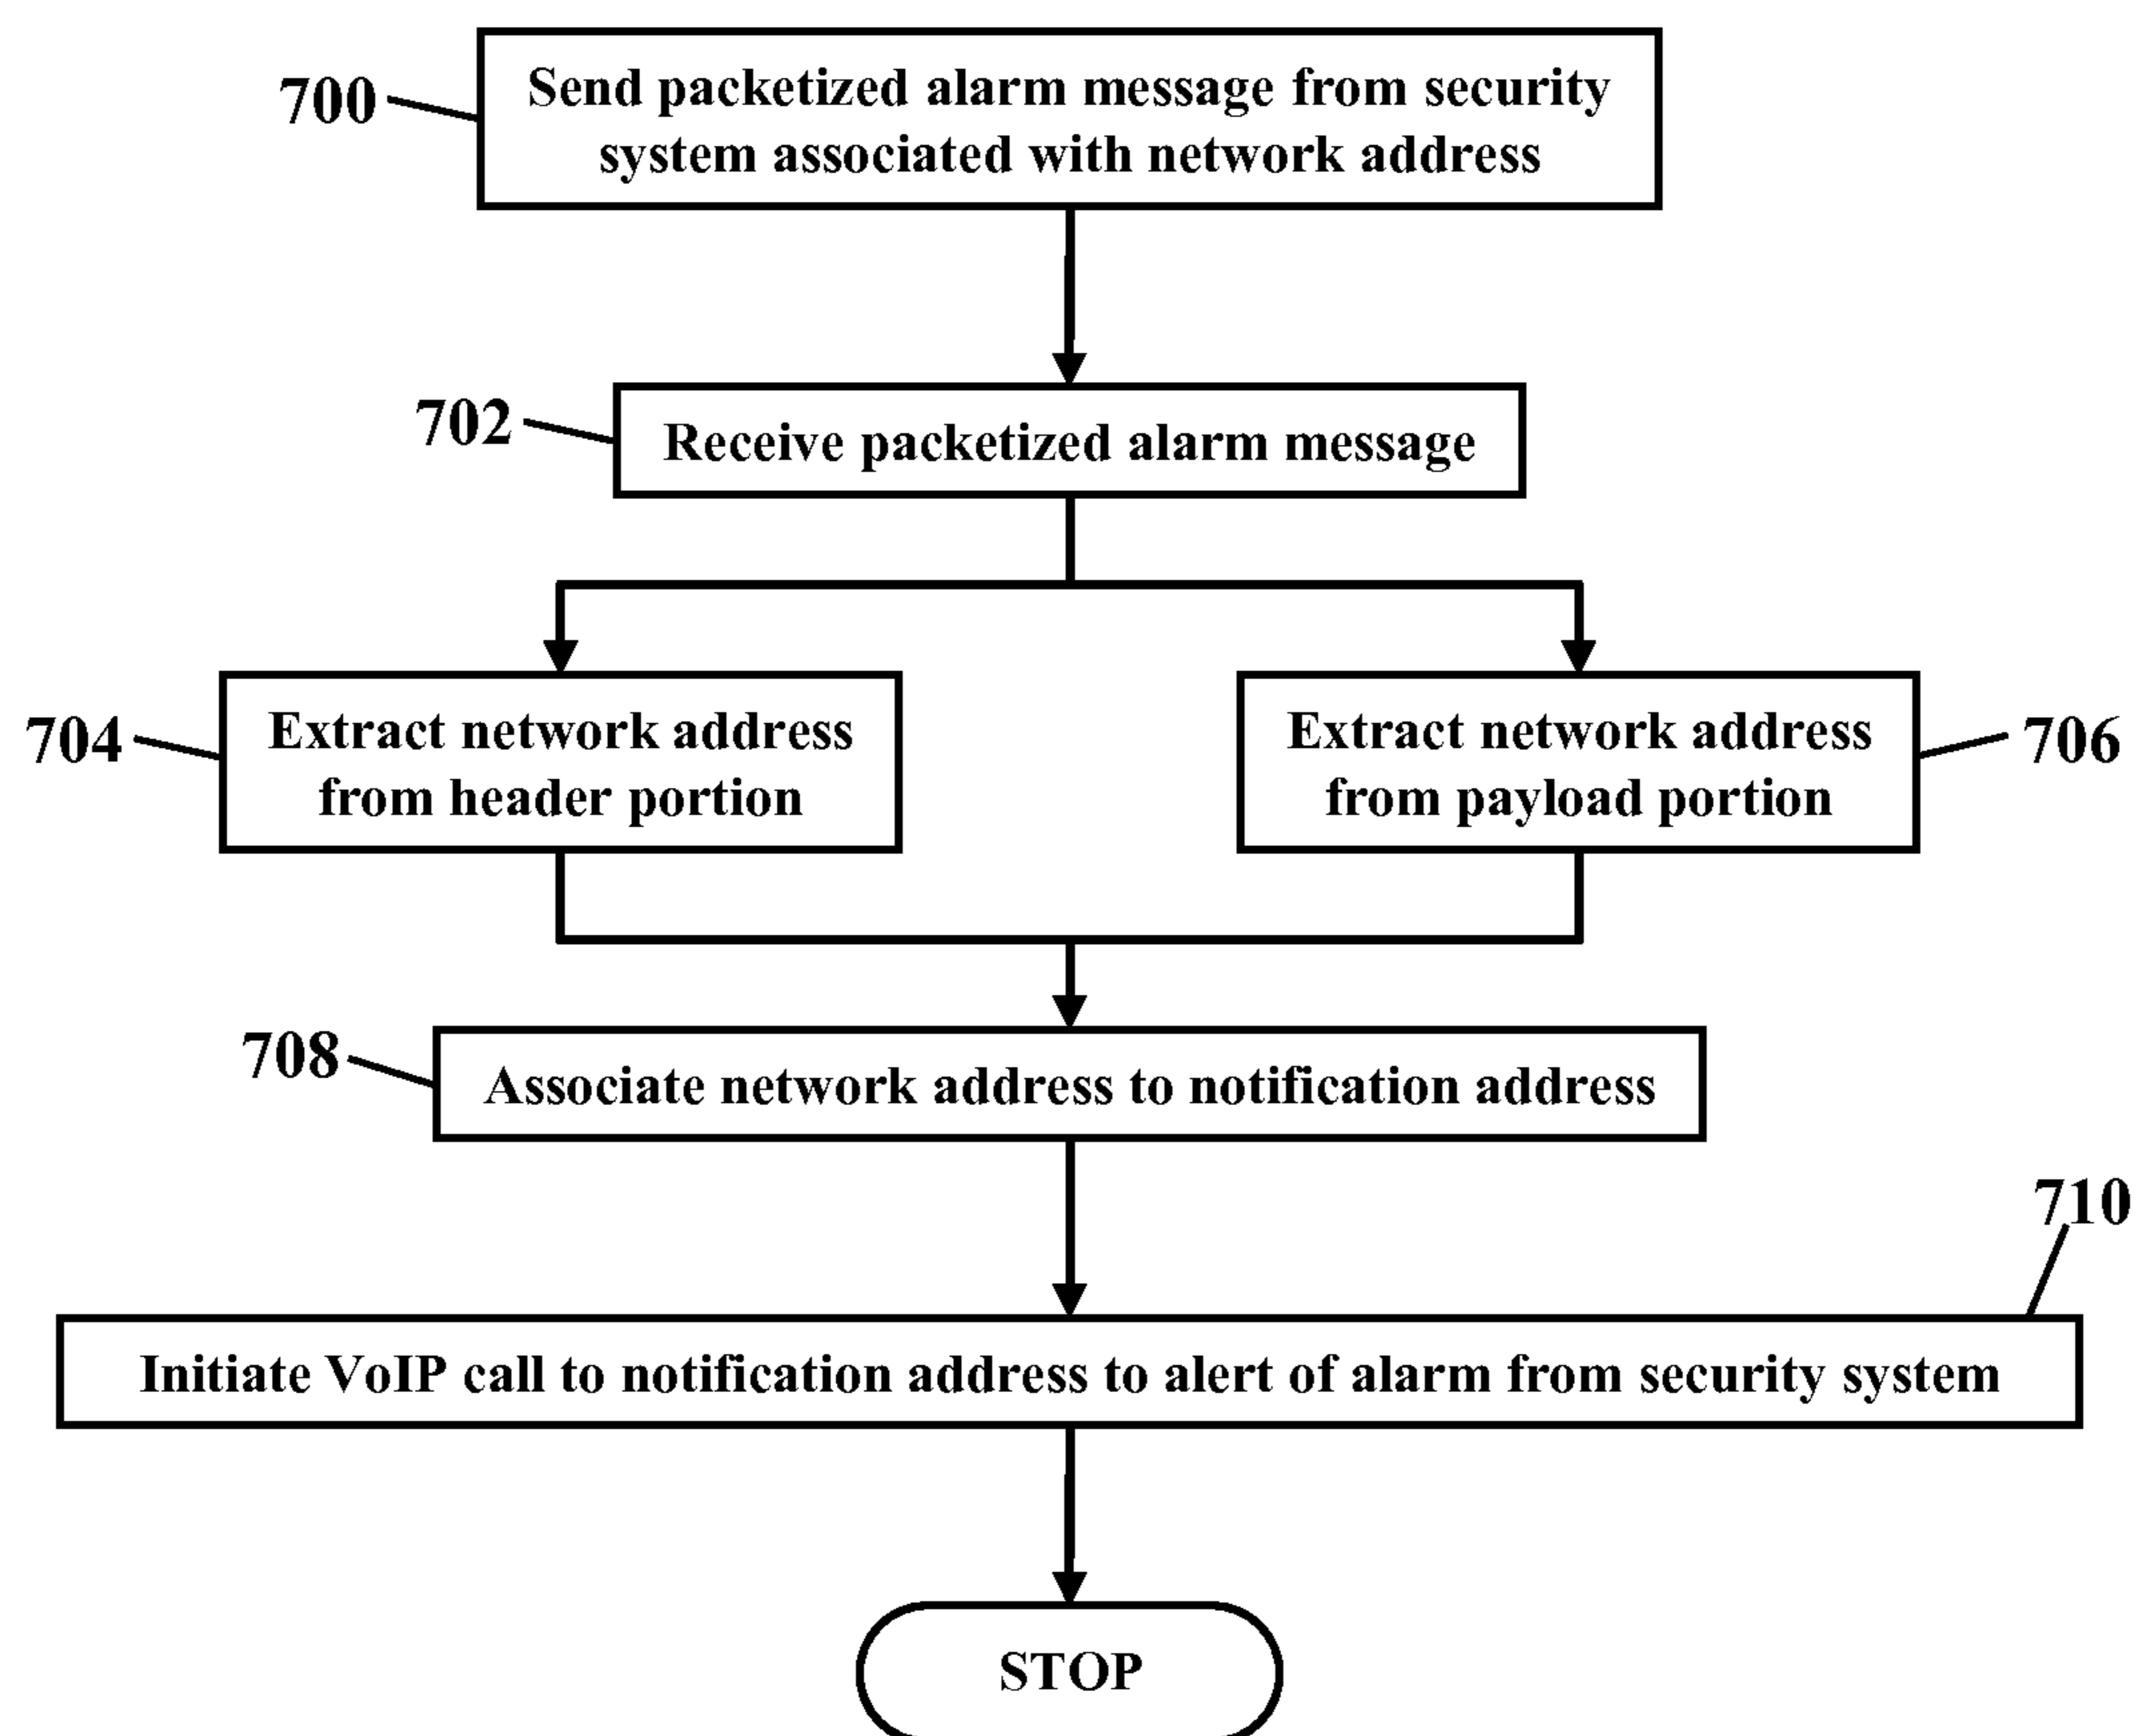 700
Send packetized alarm message from security
system associated with network address
702
Receive packetized alarm message
704
Extract network address
from header portion
Extract network address
from payload portion
706
708
Associate network address to notification address
710
Initiate VoIP call to notification address to alert of alarm from security system
STOP